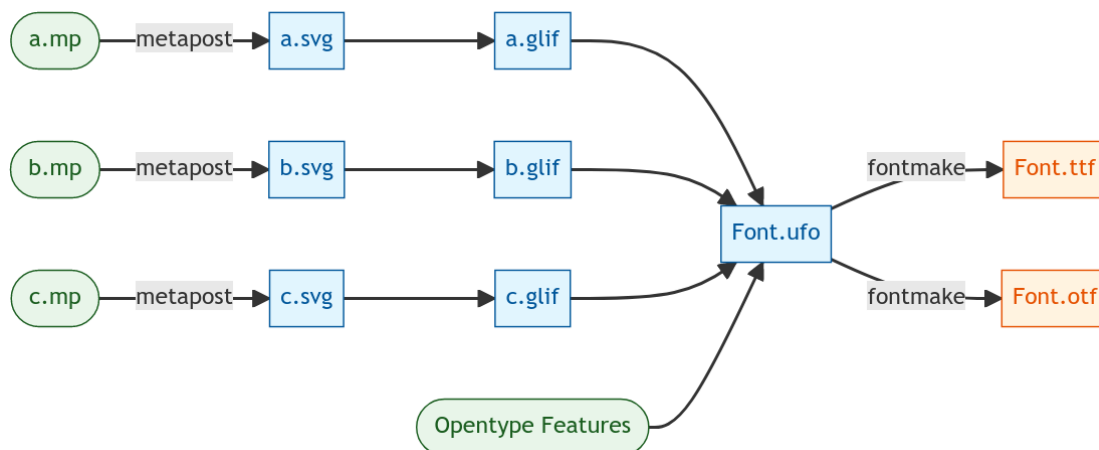 a.mp
metapost
a.svg
a.glif
b.mp
metapost
b.svg
b.glif
fontmake
Font.ttf
Font.ufo
c.mp
metapost
c.svg
c.glif
fontmake
Font.otf
Opentype Features